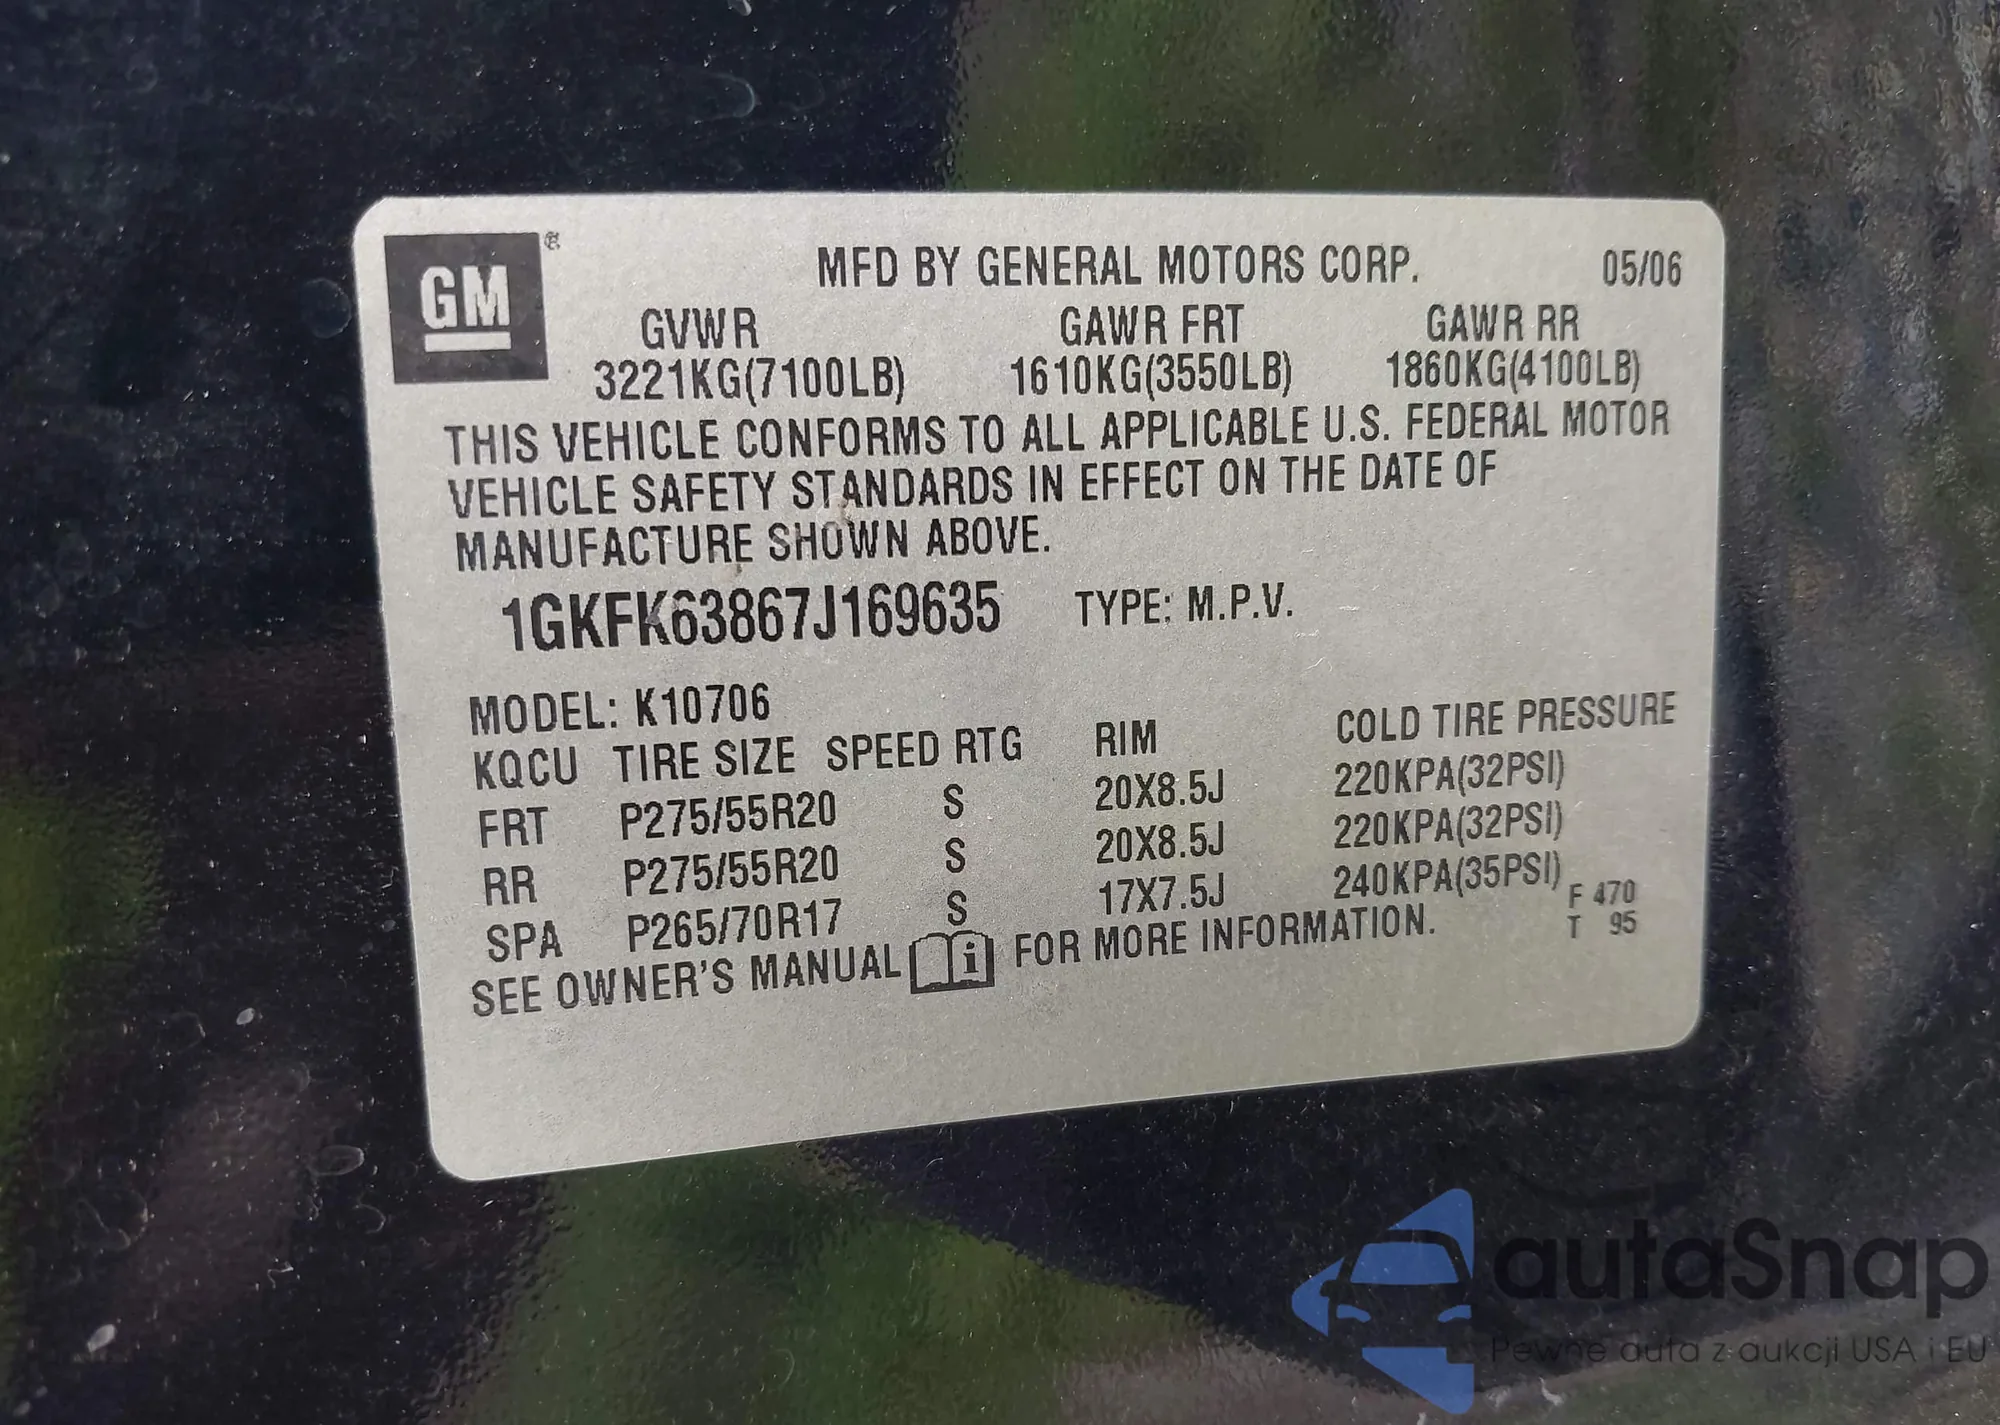 GM ®
MFD BY GENERAL MOTORS CORP. 05/06
GVWR GAWR FRT GAWR RR
3221KG(7100LB) 1610KG(3550LB) 1860KG(4100LB)
THIS VEHICLE CONFORMS TO ALL APPLICABLE U.S. FEDERAL MOTOR
VEHICLE SAFETY STANDARDS IN EFFECT ON THE DATE OF
MANUFACTURE SHOWN ABOVE.
1GKFK63867J169635 TYPE: M.P.V.
MODEL: K10706
KQCU TIRE SIZE SPEED RTG RIM COLD TIRE PRESSURE
FRT P275/55R20 S 20X8.5J 220KPA(32PSI)
RR P275/55R20 S 20X8.5J 220KPA(32PSI)
SPA P265/70R17 S 17X7.5J 240KPA(35PSI)
F 470
T 95
SEE OWNER'S MANUAL i FOR MORE INFORMATION.
autaSnap
Pewne auta z aukcji USA i EU